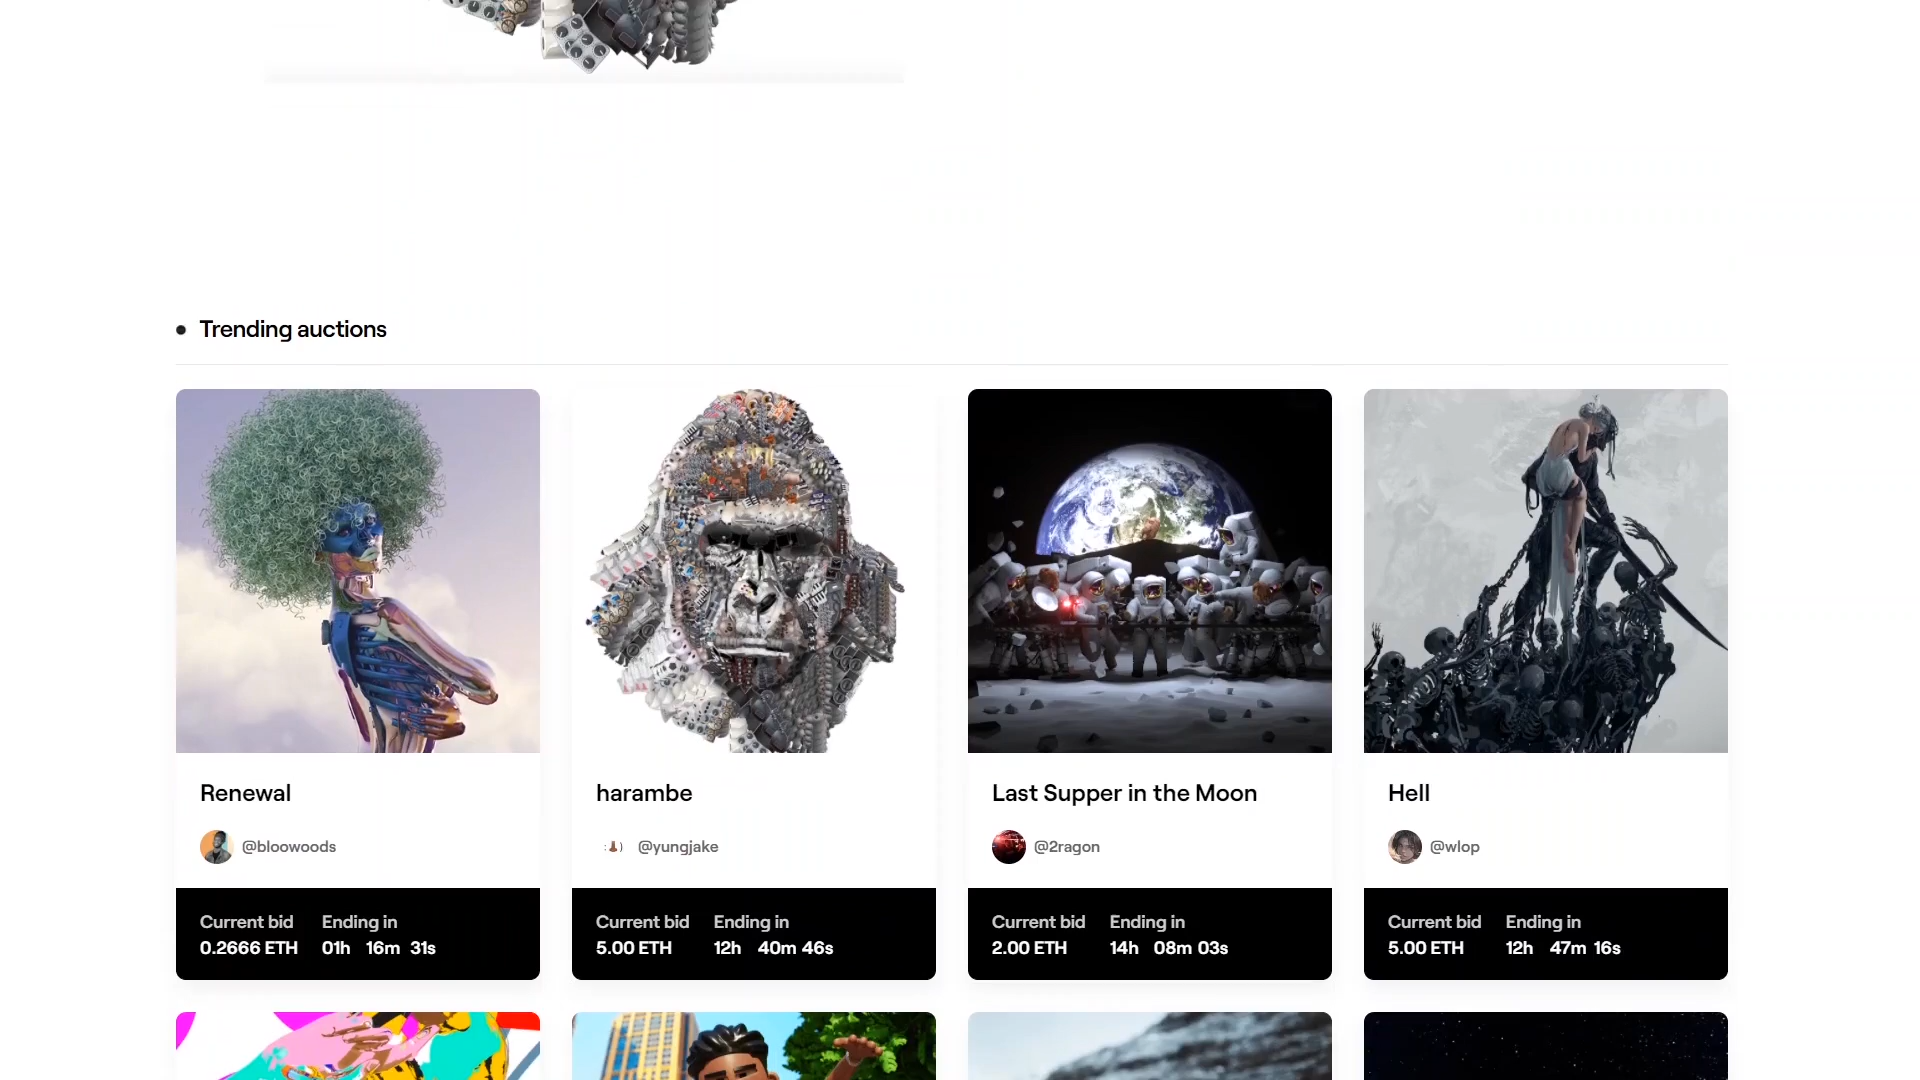 Trending auctions
Renewal
@bloowoods
Current bid
Ending in
0.2666 ETH
01h 16m 31s
harambe
@yungjake
Current bid
Ending in
5.00 ETH
12h 40m 46s
Last Supper in the Moon
@2ragon
Current bid
Ending in
2.00 ETH
14h 08m 03s
Hell
@wlop
Current bid
Ending in
5.00 ETH
12h 47m 16s